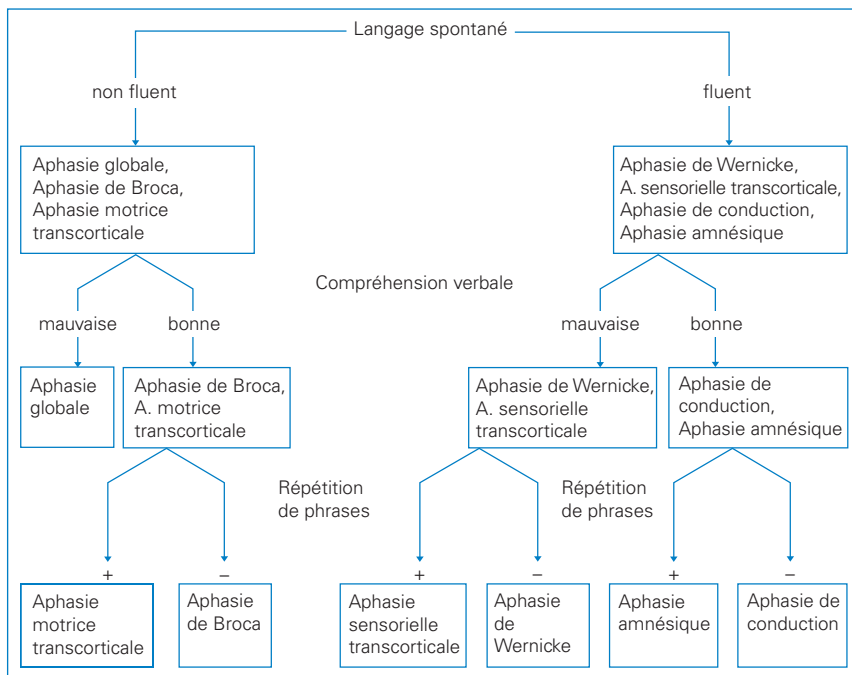 Langage spontané
non fluent
fluent
Aphasie globale,
Aphasie de Broca,
Aphasie motrice
transcorticale
Aphasie de Wernicke,
A. sensorielle transcorticale,
Aphasie de conduction,
Aphasie amnésique
Compréhension verbale
mauvaise
bonne
mauvaise
bonne
Aphasie
globale
Aphasie de Broca,
A. motrice
transcorticale
Aphasie de Wernicke,
A. sensorielle
transcorticale
Aphasie de
conduction,
Aphasie amnésique
Répétition
de phrases
Répétition
de phrases
+
–
+
–
+
–
Aphasie
motrice
transcorticale
Aphasie
de Broca
Aphasie
sensorielle
transcorticale
Aphasie
de
Wernicke
Aphasie
amnésique
Aphasie de
conduction